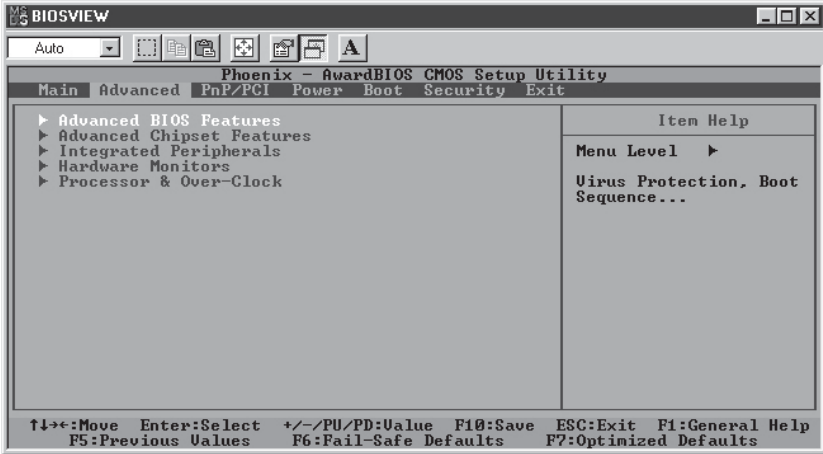 BIOSVIEW
Auto A
Phoenix - AwardBIOS CMOS Setup Utility
Main Advanced PnP/PCI Power Boot Security Exit
▶ Advanced BIOS Features
▶ Advanced Chipset Features
▶ Integrated Peripherals
▶ Hardware Monitors
▶ Processor & Over-Clock
Item Help
Menu Level ▶
Virus Protection, Boot
Sequence...
↑↓→←:Move Enter:Select +/-/PU/PD:Value F10:Save ESC:Exit F1:General Help
F5:Previous Values F6:Fail-Safe Defaults F7:Optimized Defaults